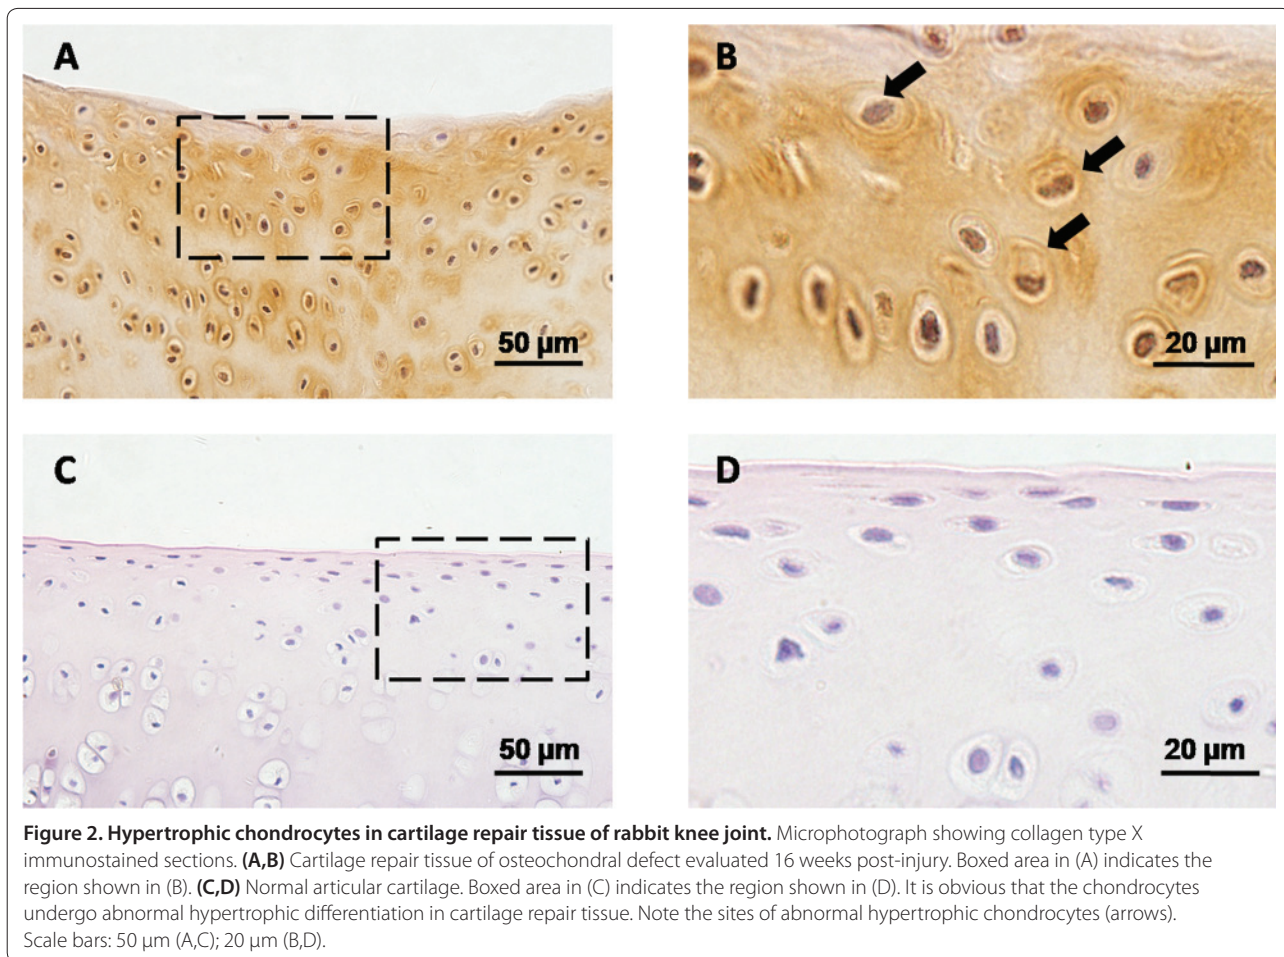 A
B
50 µm
20 µm
C
D
50 µm
20 µm
Figure 2. Hypertrophic chondrocytes in cartilage repair tissue of rabbit knee joint. Microphotograph showing collagen type X
immunostained sections. (A,B) Cartilage repair tissue of osteochondral defect evaluated 16 weeks post-injury. Boxed area in (A) indicates the
region shown in (B). (C,D) Normal articular cartilage. Boxed area in (C) indicates the region shown in (D). It is obvious that the chondrocytes
undergo abnormal hypertrophic differentiation in cartilage repair tissue. Note the sites of abnormal hypertrophic chondrocytes (arrows).
Scale bars: 50 µm (A,C); 20 µm (B,D).